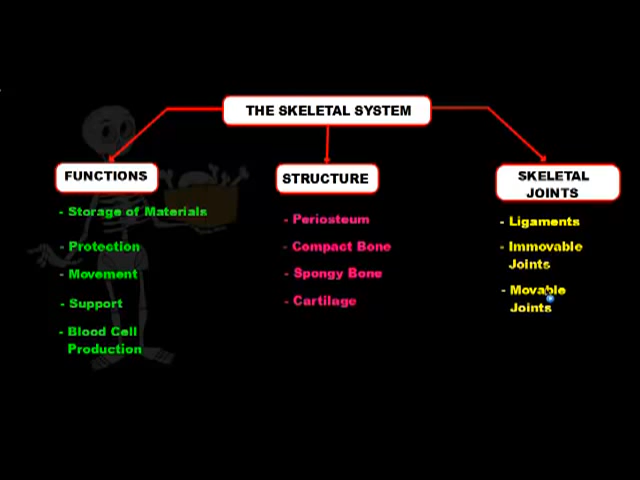 THE SKELETAL SYSTEM
FUNCTIONS
- Storage of Materials
- Protection
- Movement
- Support
- Blood Cell
Production
STRUCTURE
- Periosteum
- Compact Bone
- Spongy Bone
- Cartilage
SKELETAL
JOINTS
- Ligaments
- Immovable
Joints
- Movable
Joints